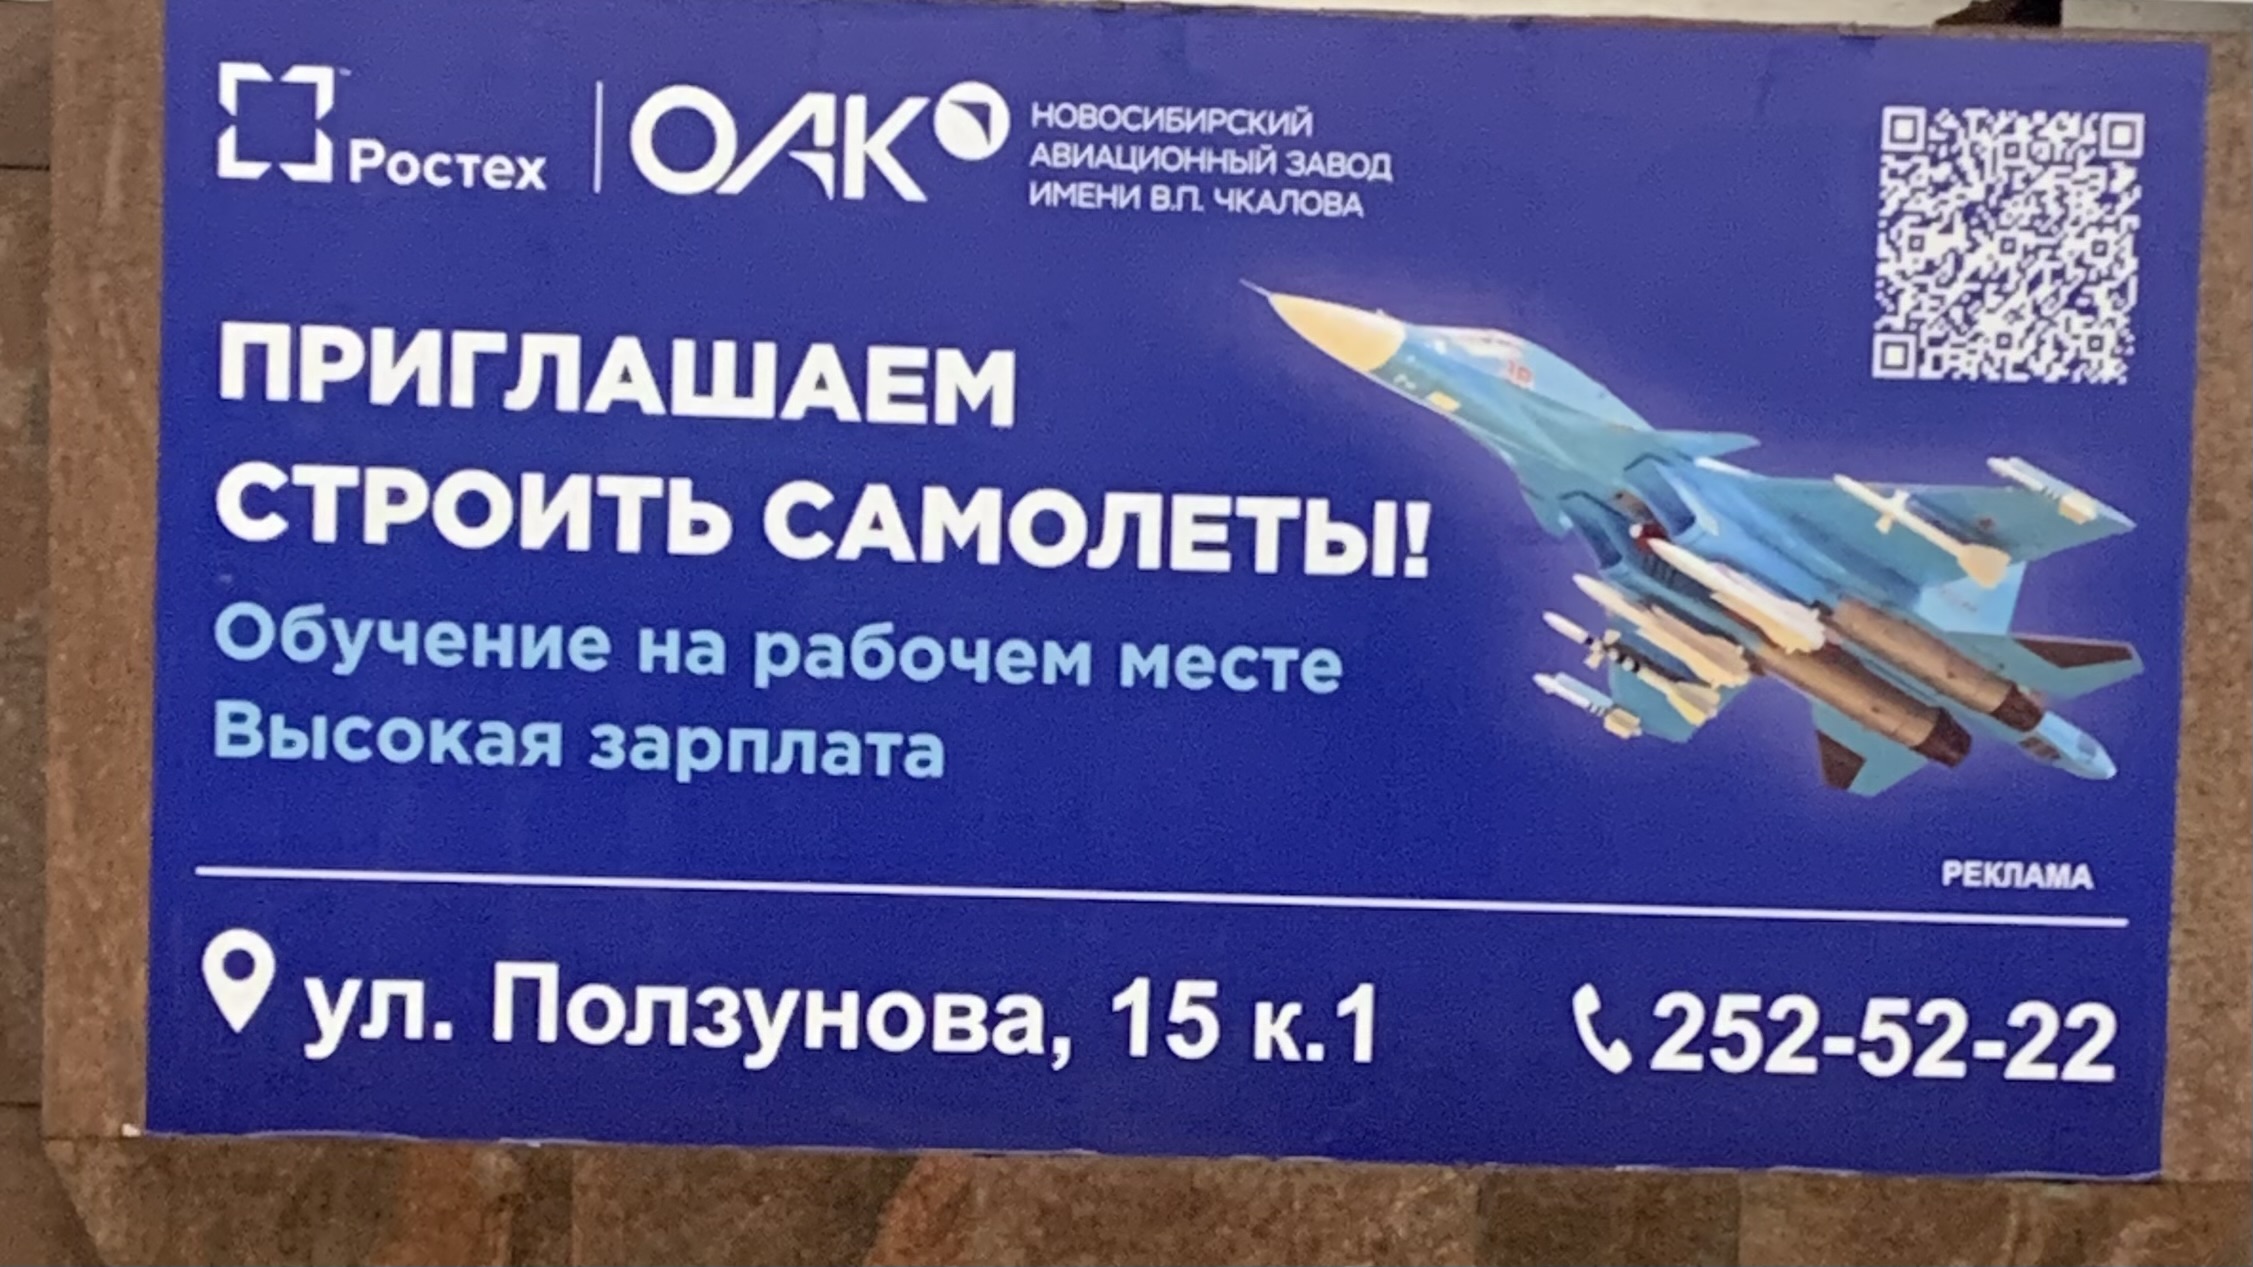 Ростех
ОАК
НОВОСИБИРСКИЙ
АВИАЦИОННЫЙ ЗАВОД
ИМЕНИ В.П. ЧКАЛОВА
ПРИГЛАШАЕМ
СТРОИТЬ САМОЛЕТЫ!
Обучение на рабочем месте
Высокая зарплата
РЕКЛАМА
ул. Ползунова, 15 к.1
252-52-22